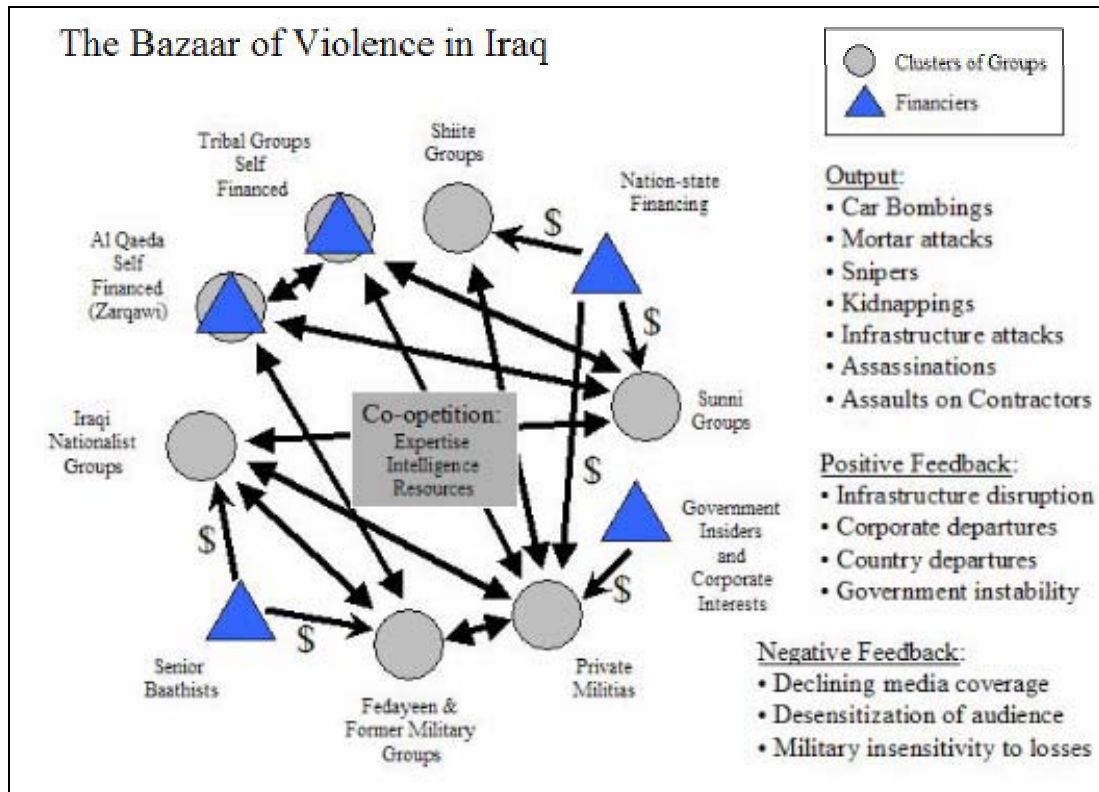 The Bazaar of Violence in Iraq
Clusters of Groups
Financiers
Tribal Groups
Self
Financed
Shiite
Groups
Nation-state
Financing
$
Al Qaeda
Self
Financed
(Zarqawi)
$
Sunni
Groups
Iraqi
Nationalist
Groups
Co-opetition:
Expertise
Intelligence
Resources
$
Government
Insiders
and
Corporate
Interests
$
$
$
Senior
Baathists
Fedayeen &
Former Military
Groups
Private
Militias
Output:
• Car Bombings
• Mortar attacks
• Snipers
• Kidnappings
• Infrastructure attacks
• Assassinations
• Assaults on Contractors
Positive Feedback:
• Infrastructure disruption
• Corporate departures
• Country departures
• Government instability
Negative Feedback:
• Declining media coverage
• Desensitization of audience
• Military insensitivity to losses